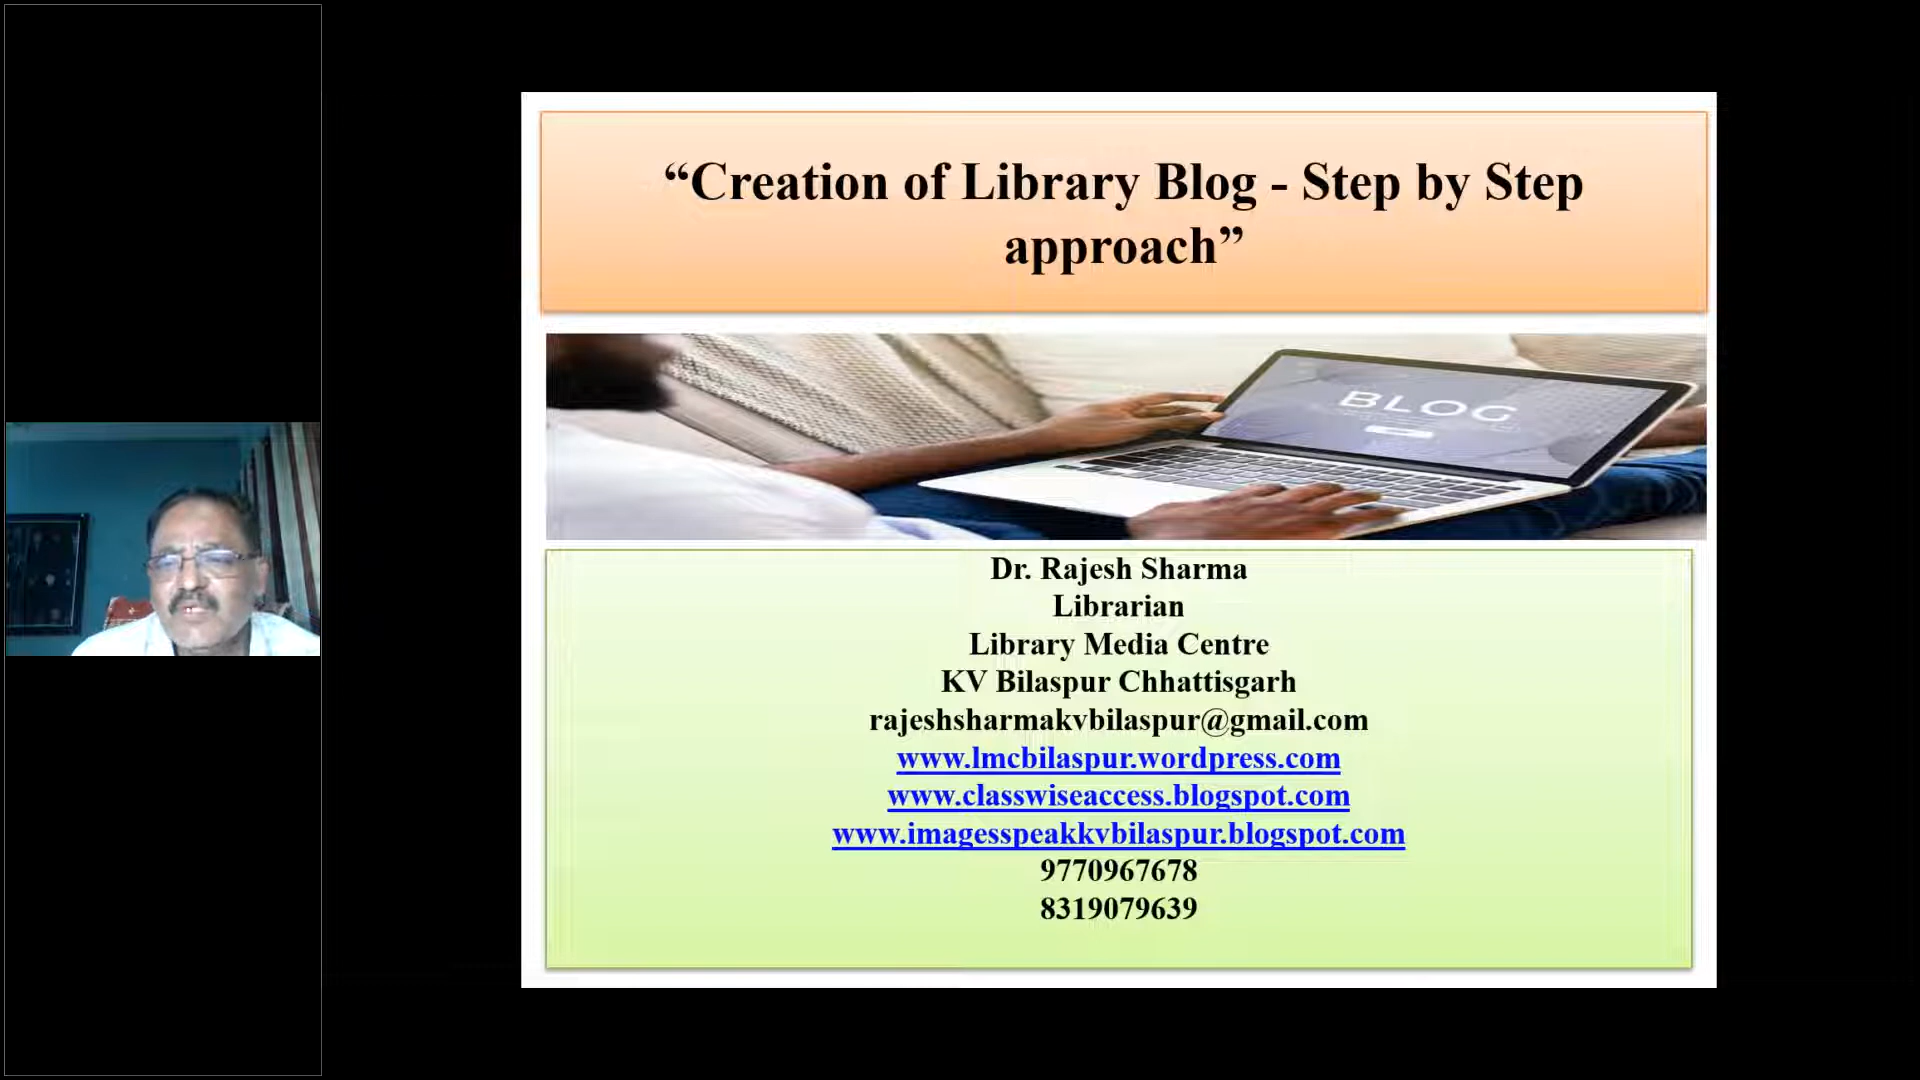 “Creation of Library Blog - Step by Step
approach”
BLOG
Dr. Rajesh Sharma
Librarian
Library Media Centre
KV Bilaspur Chhattisgarh
rajeshsharmakvbilaspur@gmail.com
www.lmcbilaspur.wordpress.com
www.classwiseaccess.blogspot.com
www.imagesspeakkvbilaspur.blogspot.com
9770967678
8319079639